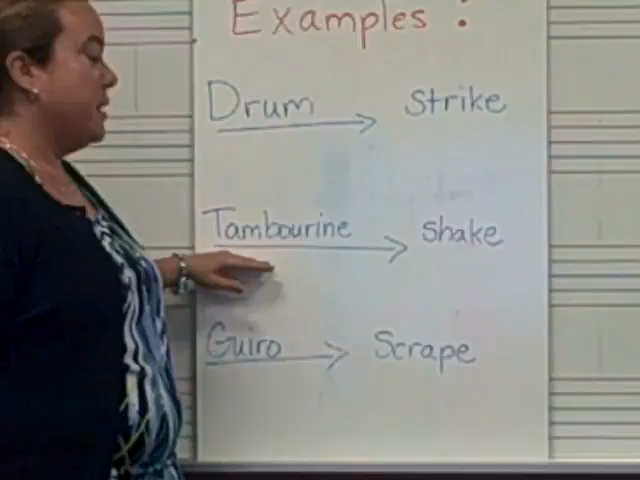 Examples :
Drum → Strike
Tambourine → Shake
Guiro → Scrape